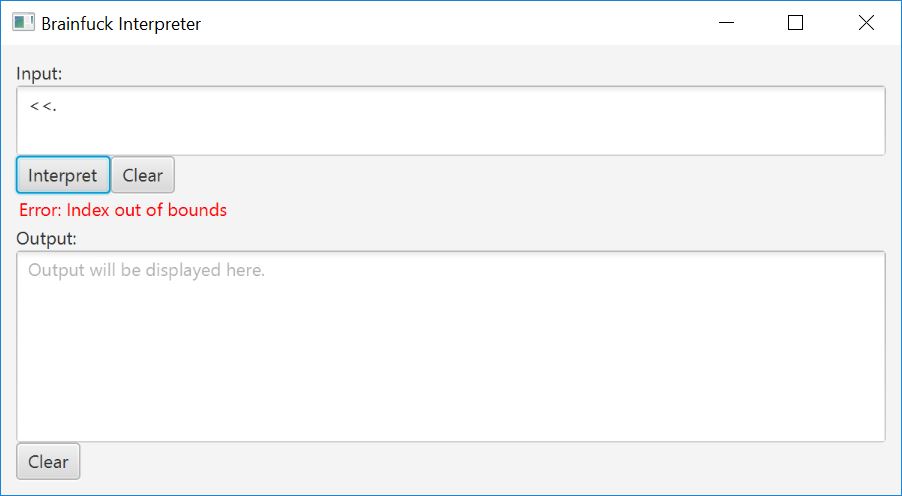 Brainfuck Interpreter
Input:
<<.
Interpret Clear
Error: Index out of bounds
Output:
Output will be displayed here.
Clear